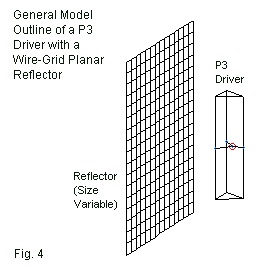 General Model
Outline of a P3
Driver with a
Wire-Grid Planar
Reflector
P3
Driver
Reflector
(Size
Variable)
Fig. 4